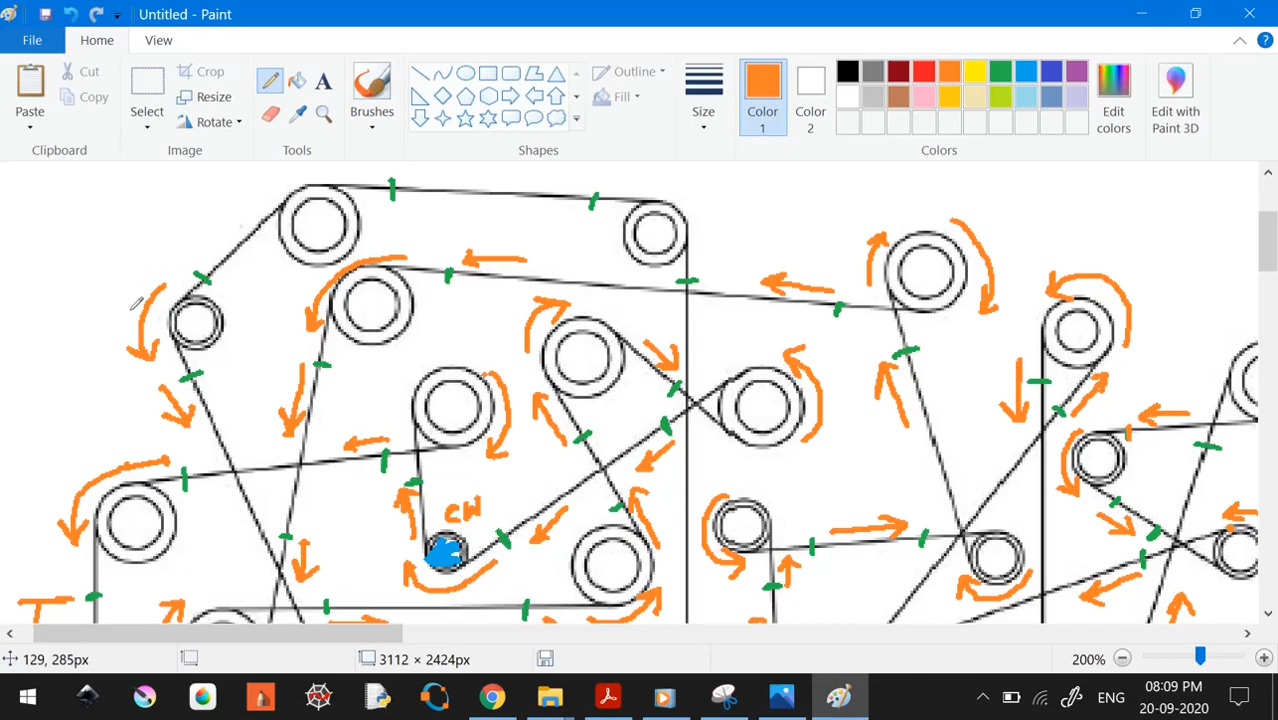 Untitled - Paint
File
Home
View
Paste
Cut
Copy
Clipboard
Select
Crop
Resize
Rotate
Image
A
Tools
Brushes
Outline
Fill
Shapes
Size
Color 1
Color 2
Edit colors
Edit with Paint 3D
Colors
CW
T
129, 285px
3112 × 2424px
200%
ENG
08:09 PM
20-09-2020